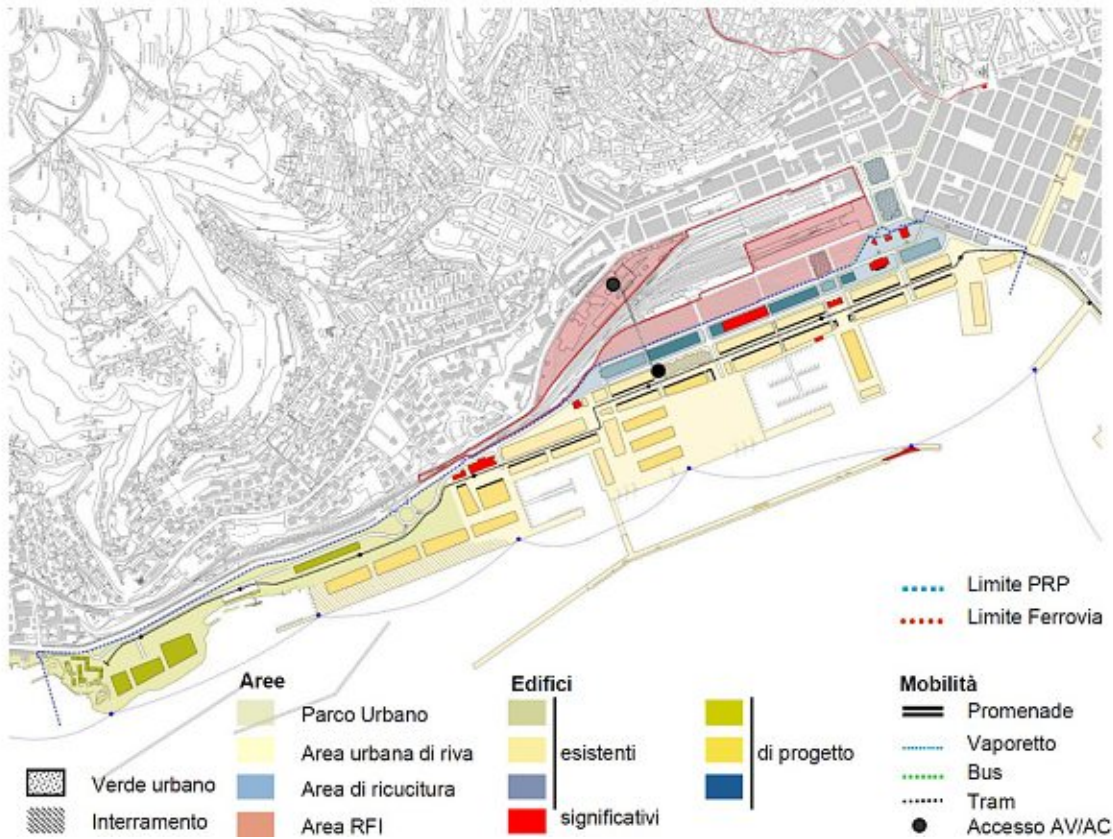 Limite PRP
Limite Ferrovia
Aree
Parco Urbano
Area urbana di riva
Area di ricucitura
Area RFI
Verde urbano
Interramento
Edifici
esistenti
significativi
di progetto
Mobilità
Promenade
Vaporetto
Bus
Tram
Accesso AV/AC